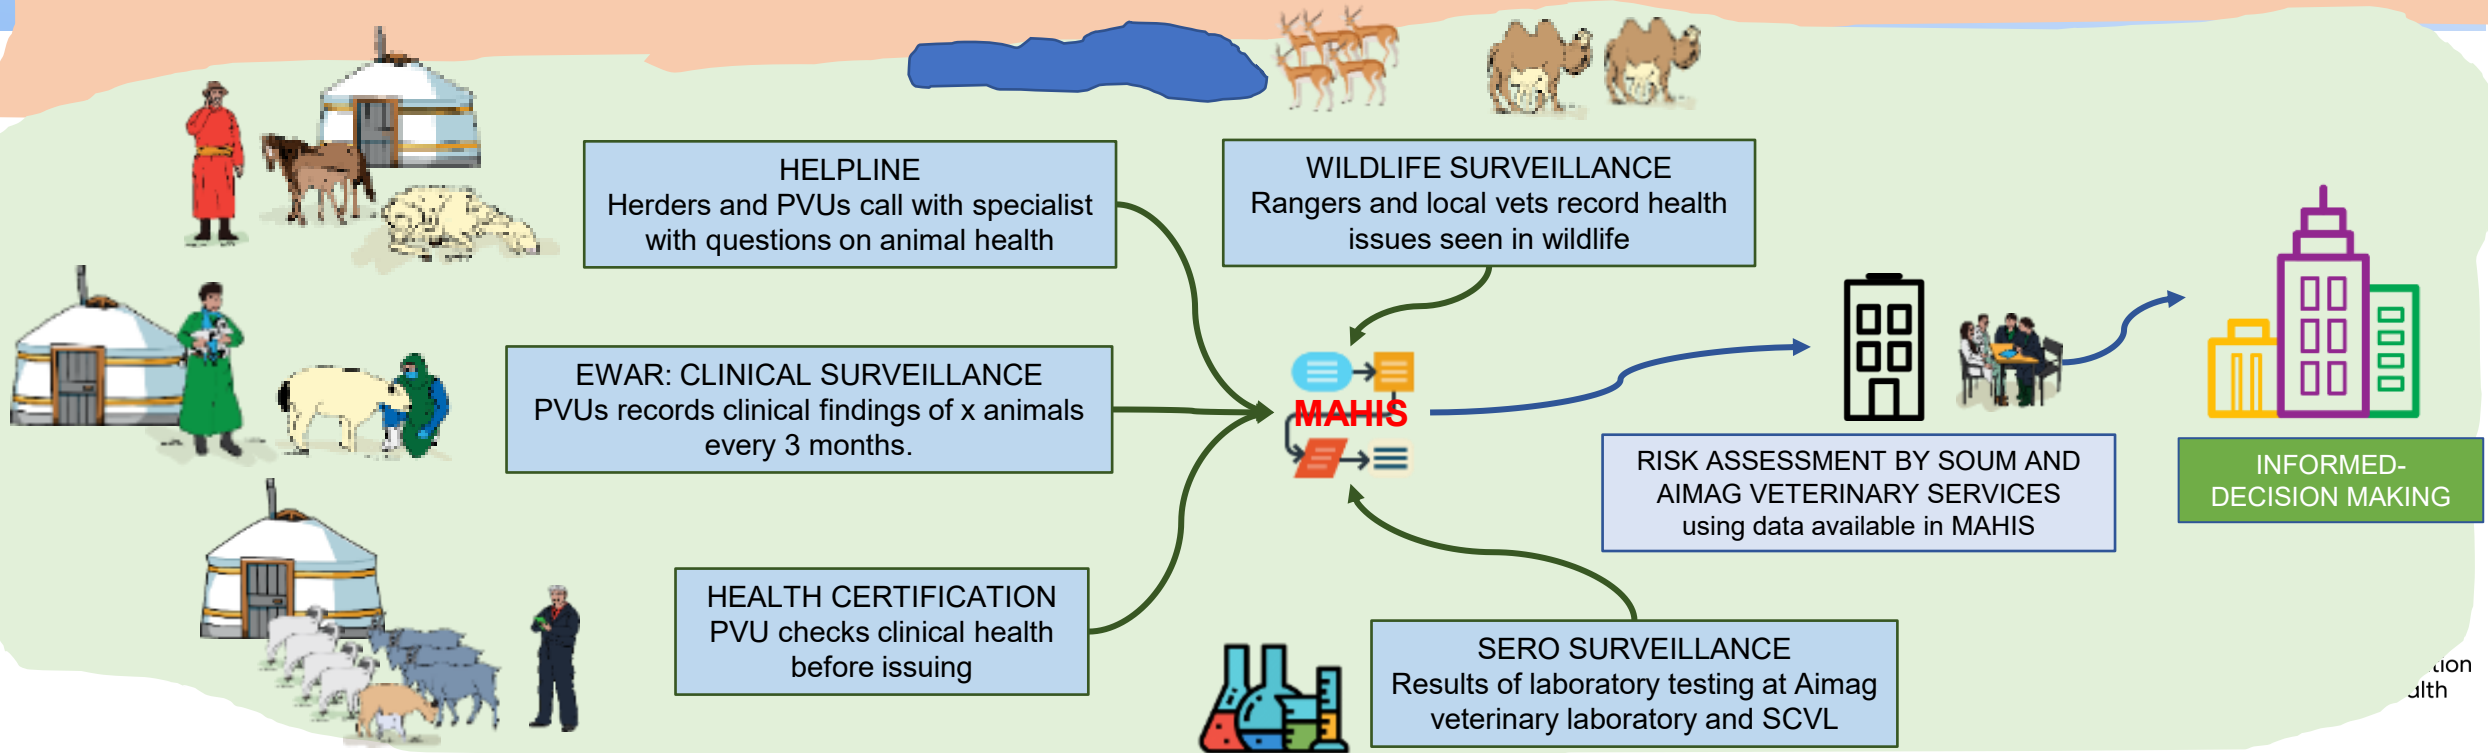 HELPLINE
Herders and PVUs call with specialist
with questions on animal health
WILDLIFE SURVEILLANCE
Rangers and local vets record health
issues seen in wildlife
EWAR: CLINICAL SURVEILLANCE
PVUs records clinical findings of x animals
every 3 months.
MAHIS
RISK ASSESSMENT BY SOUM AND
AIMAG VETERINARY SERVICES
using data available in MAHIS
INFORMED-
DECISION MAKING
HEALTH CERTIFICATION
PVU checks clinical health
before issuing
SERO SURVEILLANCE
Results of laboratory testing at Aimag
veterinary laboratory and SCVL